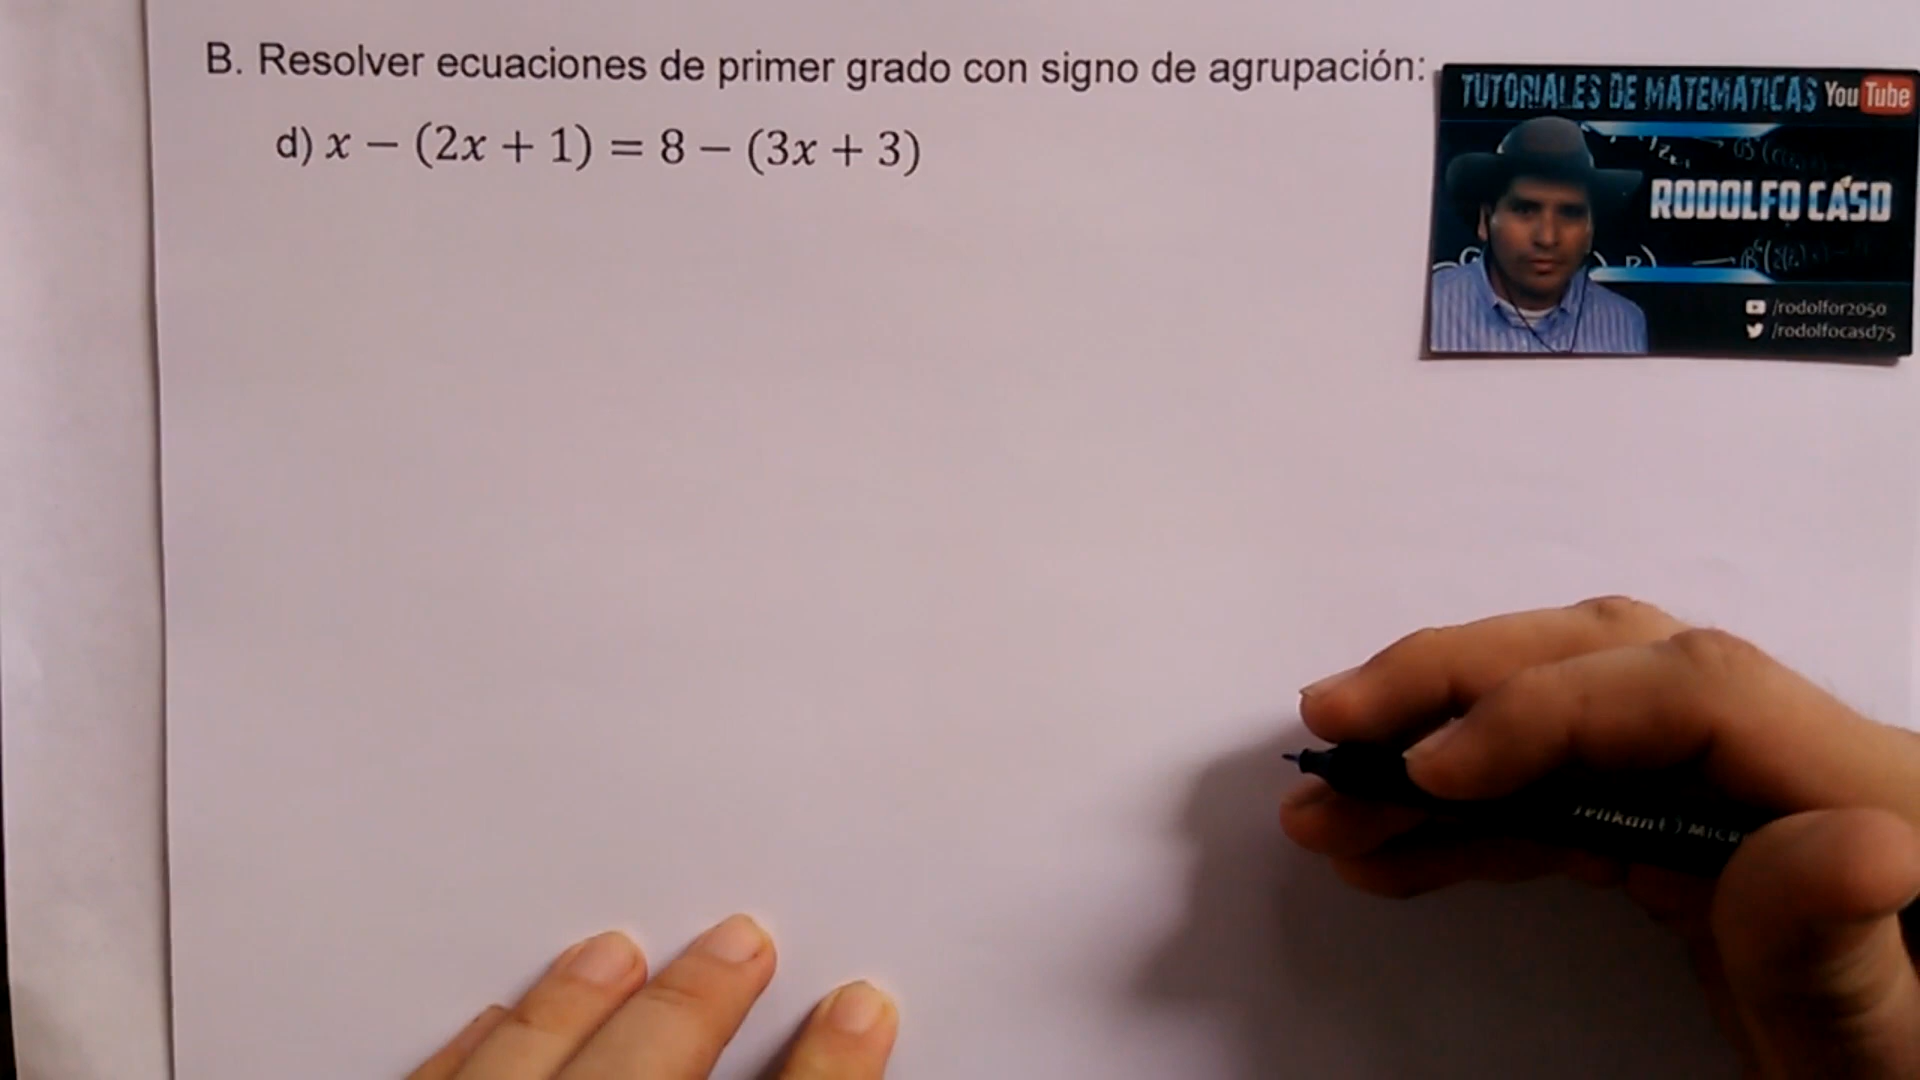 B. Resolver ecuaciones de primer grado con signo de agrupación:
d) x − (2x + 1) = 8 − (3x + 3)
TUTORIALES DE MATEMATICAS YouTube
RODOLFO CASD
/rodolfor2050
/rodolfocasd75